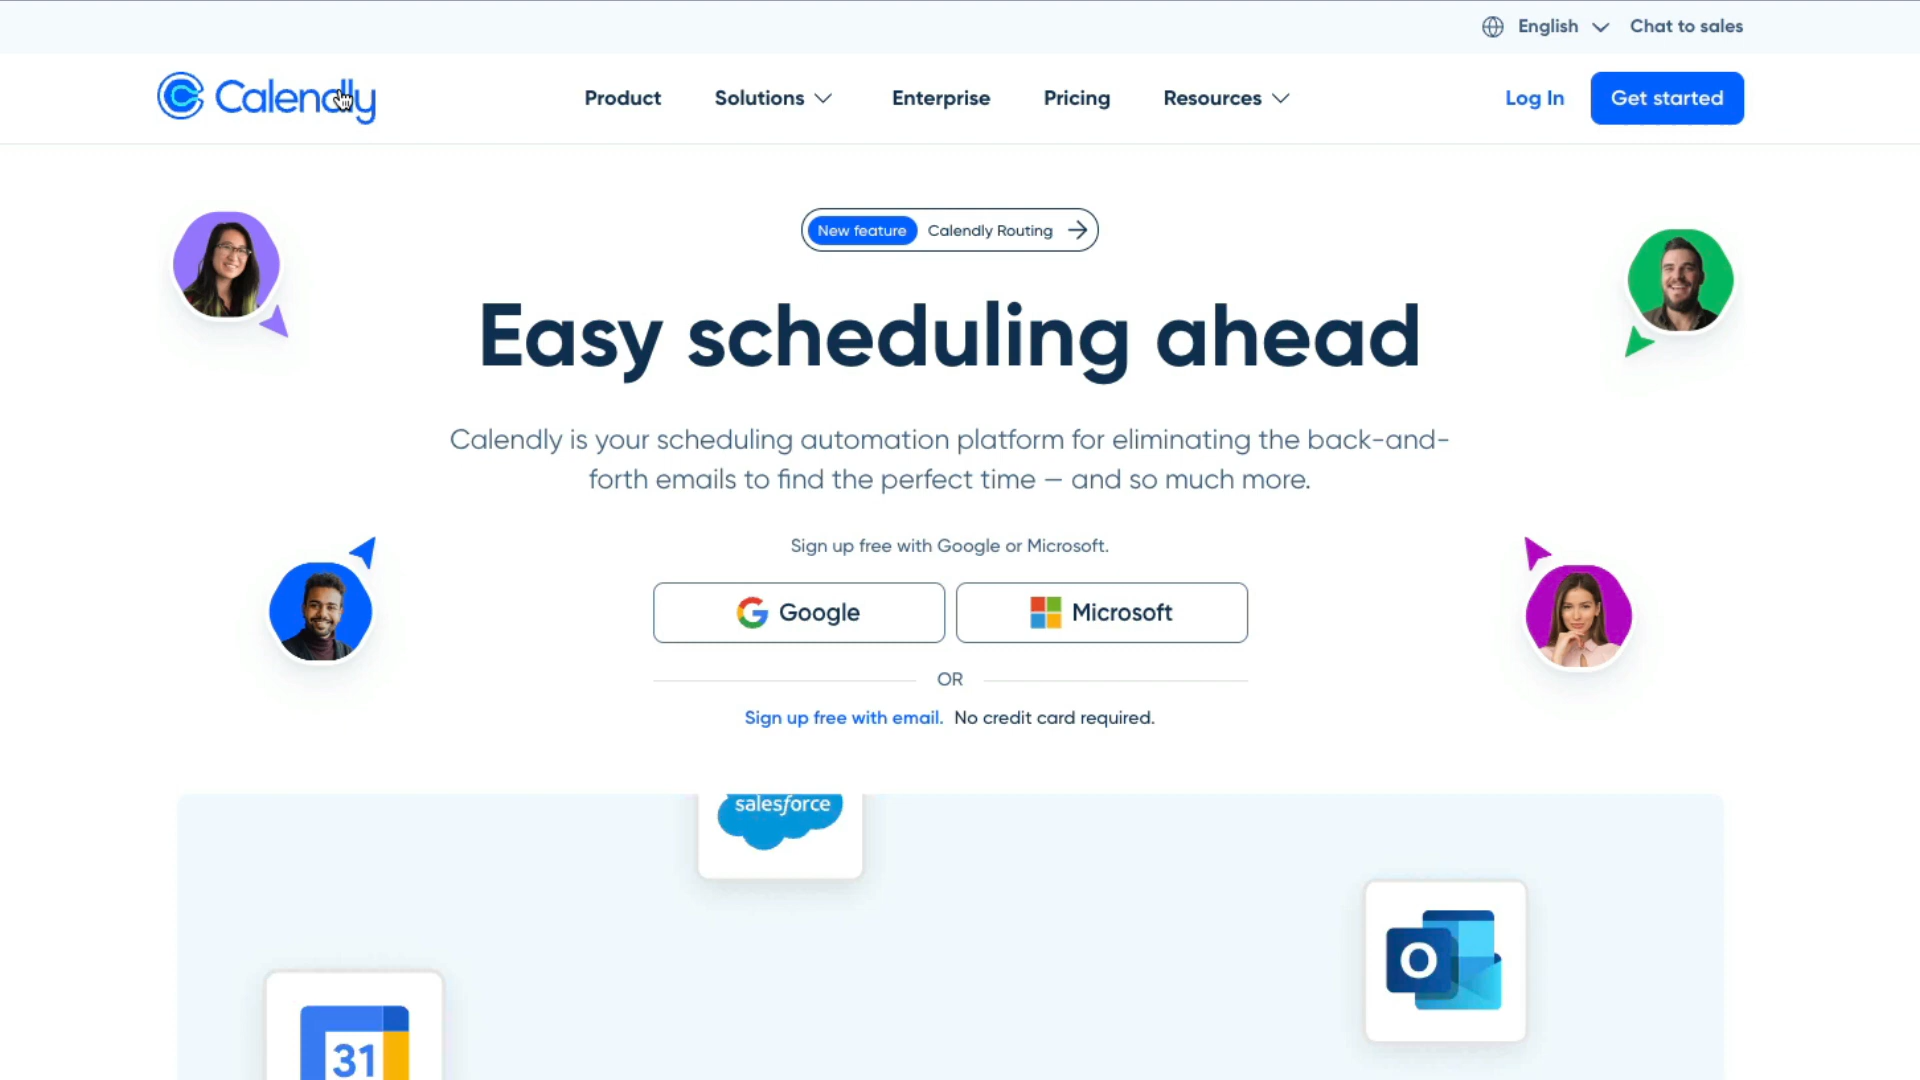 English
Chat to sales
Calendly
Product
Solutions
Enterprise
Pricing
Resources
Log In
Get started
New feature
Calendly Routing
Easy scheduling ahead
Calendly is your scheduling automation platform for eliminating the back-and-
forth emails to find the perfect time — and so much more.
Sign up free with Google or Microsoft.
Google
Microsoft
OR
Sign up free with email. No credit card required.
salesforce
O
31